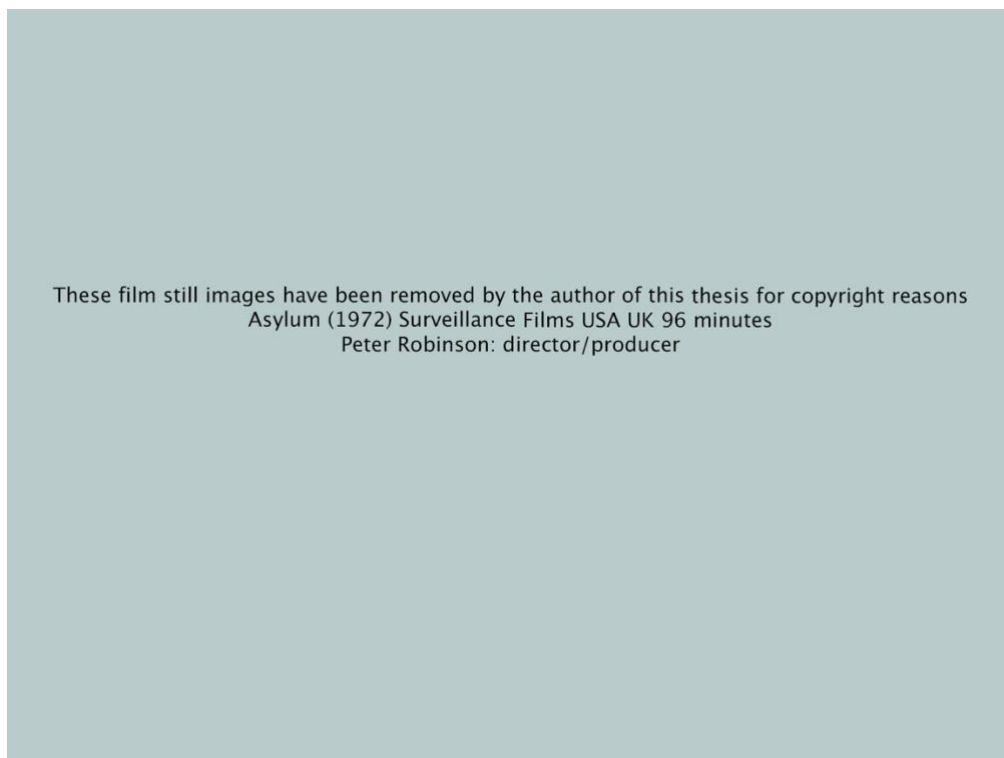 These film still images have been removed by the author of this thesis for copyright reasons
Asylum (1972) Surveillance Films USA UK 96 minutes
Peter Robinson: director/producer